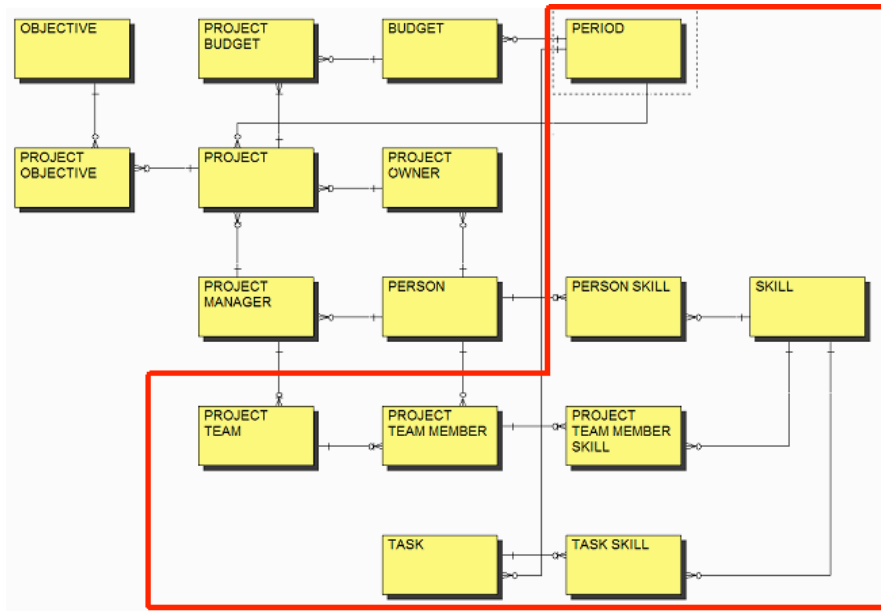 OBJECTIVE
PROJECT
BUDGET
BUDGET
PERIOD
PROJECT
OBJECTIVE
PROJECT
PROJECT
OWNER
PROJECT
MANAGER
PERSON
PERSON SKILL
SKILL
PROJECT
TEAM
PROJECT
TEAM MEMBER
PROJECT
TEAM MEMBER
SKILL
TASK
TASK SKILL